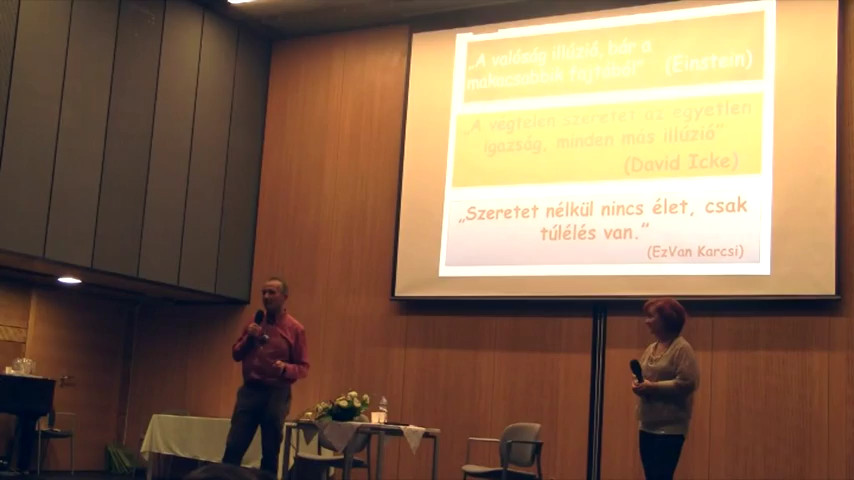 „A valóság illúzió, bár a
makacsabbik fajtából” (Einstein)
„A végtelen szeretet az egyetlen
igazság, minden más illúzió”
(David Icke)
„Szeretet nélkül nincs élet, csak
túlélés van.”
(EzVan Karcsi)